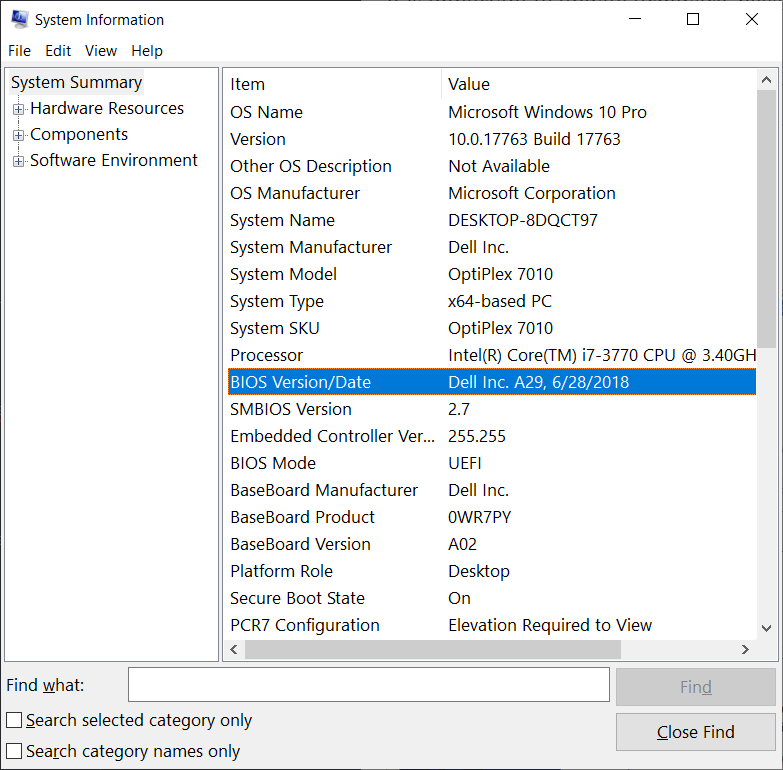 System Information
File Edit View Help
System Summary
Hardware Resources
Components
Software Environment
Item Value
OS Name Microsoft Windows 10 Pro
Version 10.0.17763 Build 17763
Other OS Description Not Available
OS Manufacturer Microsoft Corporation
System Name DESKTOP-8DQCT97
System Manufacturer Dell Inc.
System Model OptiPlex 7010
System Type x64-based PC
System SKU OptiPlex 7010
Processor Intel(R) Core(TM) i7-3770 CPU @ 3.40GH
BIOS Version/Date Dell Inc. A29, 6/28/2018
SMBIOS Version 2.7
Embedded Controller Ver... 255.255
BIOS Mode UEFI
BaseBoard Manufacturer Dell Inc.
BaseBoard Product 0WR7PY
BaseBoard Version A02
Platform Role Desktop
Secure Boot State On
PCR7 Configuration Elevation Required to View
Find what: Find
Search selected category only Close Find
Search category names only